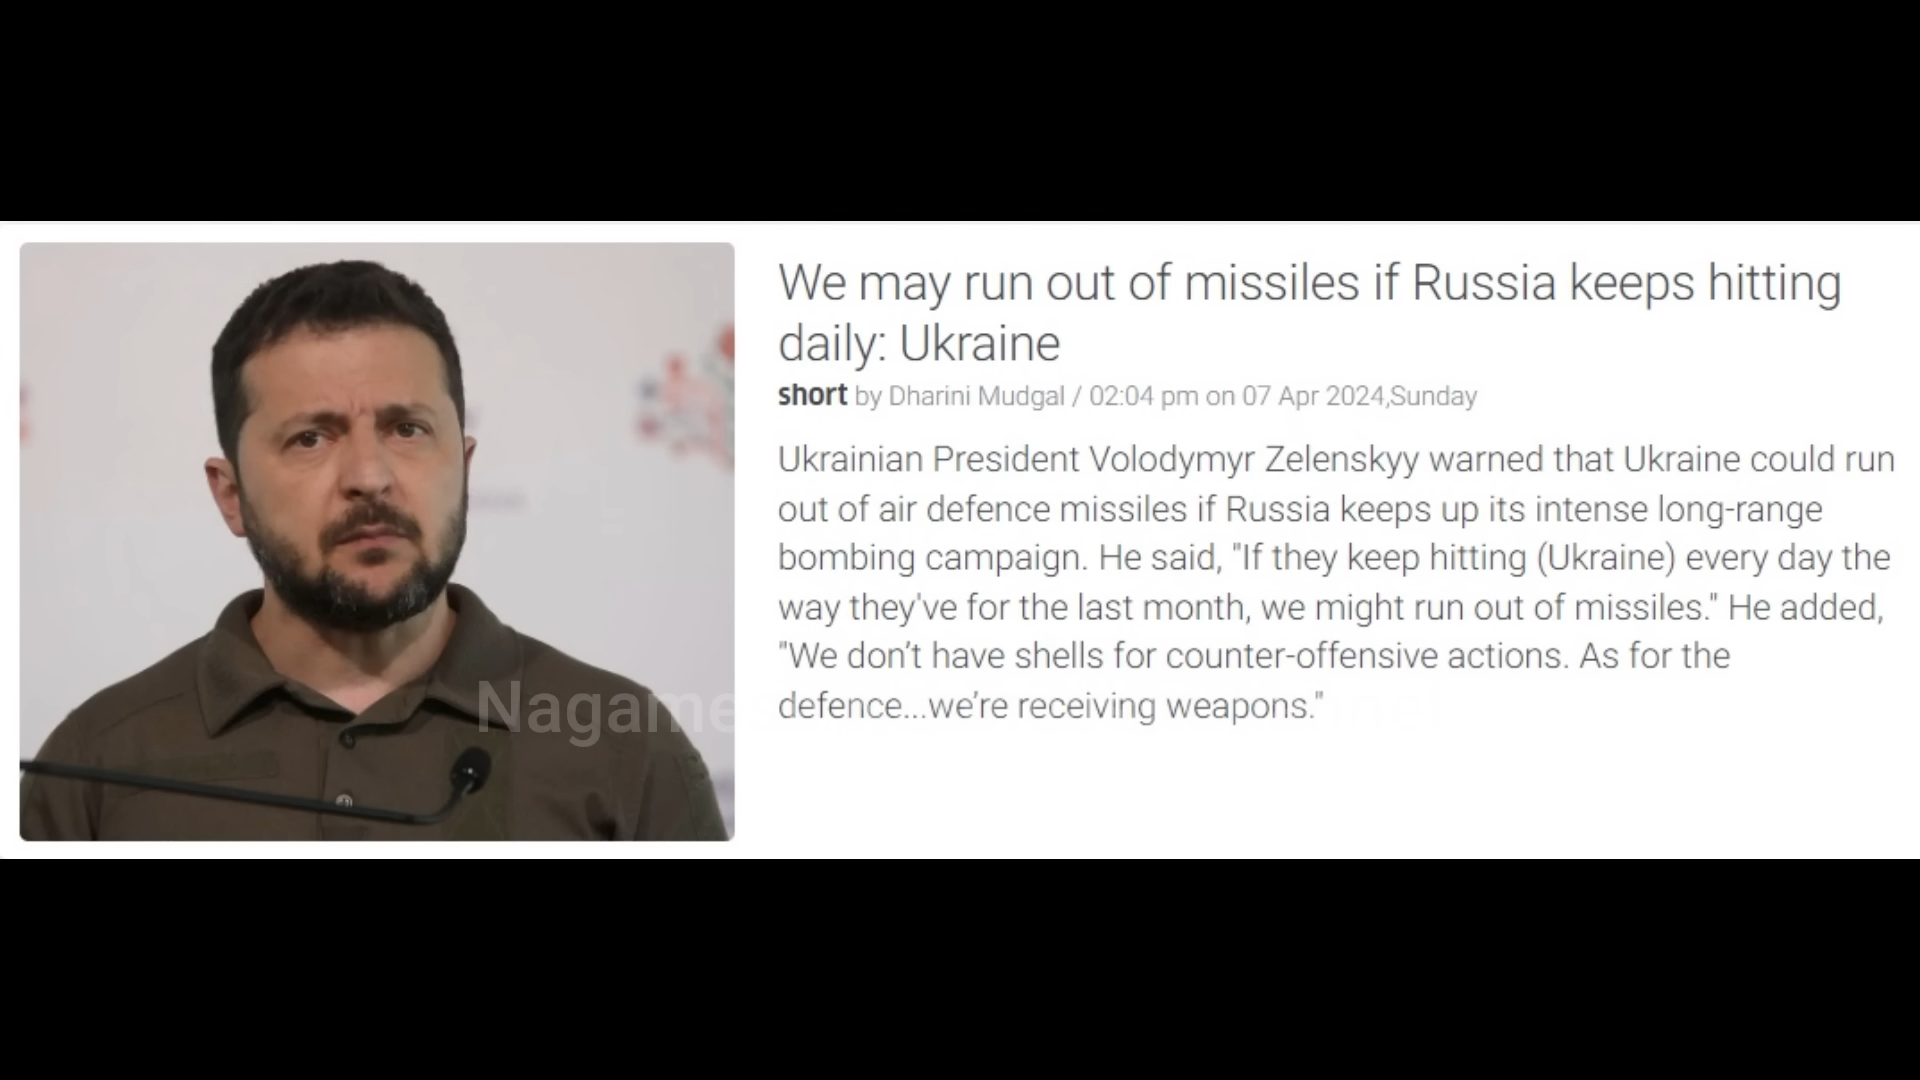 We may run out of missiles if Russia keeps hitting
daily: Ukraine
short by Dharini Mudgal / 02:04 pm on 07 Apr 2024,Sunday
Ukrainian President Volodymyr Zelenskyy warned that Ukraine could run
out of air defence missiles if Russia keeps up its intense long-range
bombing campaign. He said, "If they keep hitting (Ukraine) every day the
way they've for the last month, we might run out of missiles." He added,
"We don’t have shells for counter-offensive actions. As for the
defence...we’re receiving weapons."